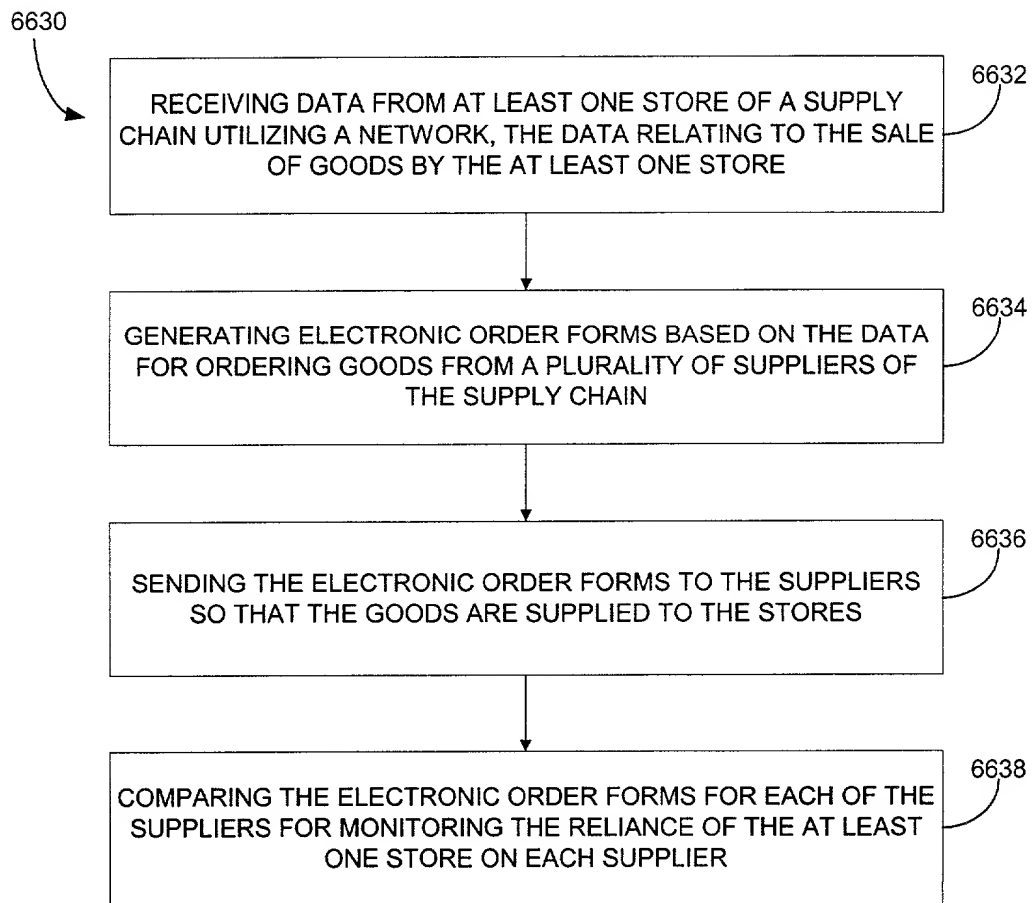 6630
6632
RECEIVING DATA FROM AT LEAST ONE STORE OF A SUPPLY
CHAIN UTILIZING A NETWORK, THE DATA RELATING TO THE SALE
OF GOODS BY THE AT LEAST ONE STORE
6634
GENERATING ELECTRONIC ORDER FORMS BASED ON THE DATA
FOR ORDERING GOODS FROM A PLURALITY OF SUPPLIERS OF
THE SUPPLY CHAIN
6636
SENDING THE ELECTRONIC ORDER FORMS TO THE SUPPLIERS
SO THAT THE GOODS ARE SUPPLIED TO THE STORES
6638
COMPARING THE ELECTRONIC ORDER FORMS FOR EACH OF THE
SUPPLIERS FOR MONITORING THE RELIANCE OF THE AT LEAST
ONE STORE ON EACH SUPPLIER